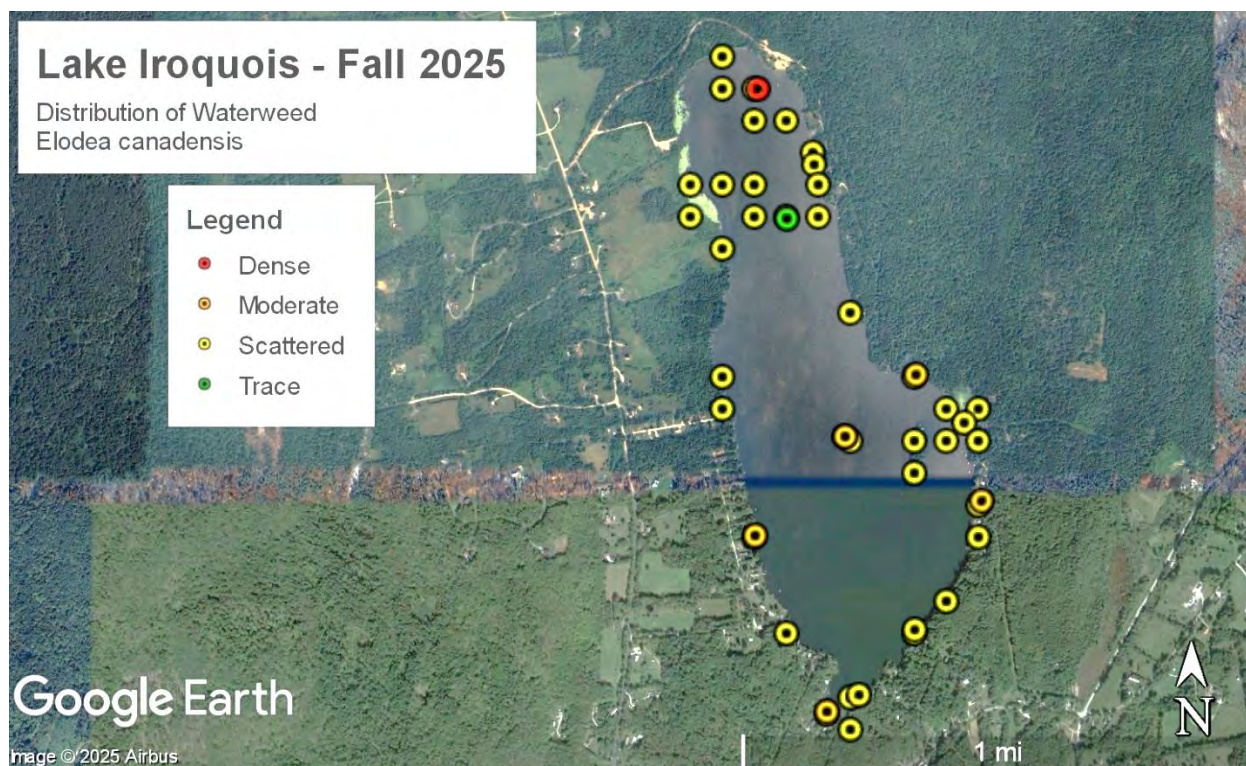 Lake Iroquois - Fall 2025
Distribution of Waterweed
Elodea canadensis
Legend
Dense
Moderate
Scattered
Trace
Google Earth
Image © 2025 Airbus
1 mi
N